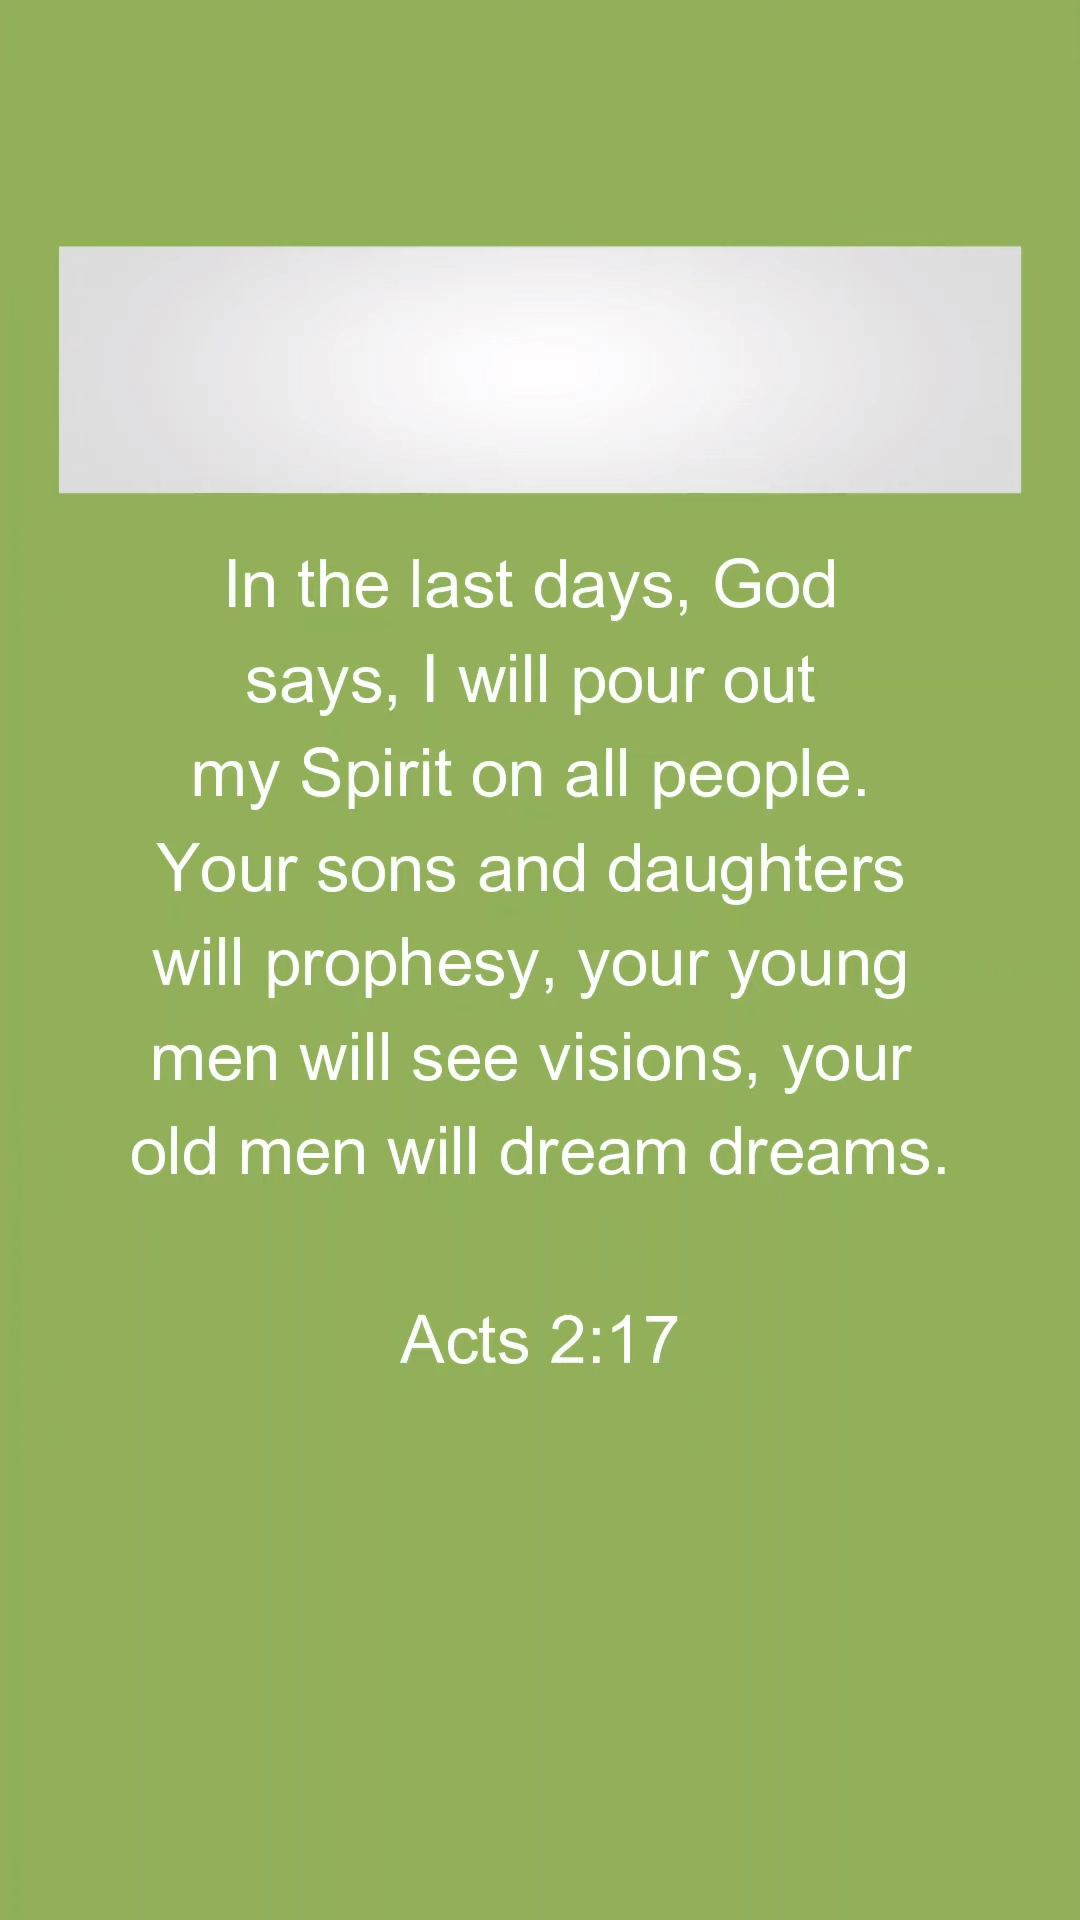 In the last days, God
says, I will pour out
my Spirit on all people.
Your sons and daughters
will prophesy, your young
men will see visions, your
old men will dream dreams.
Acts 2:17